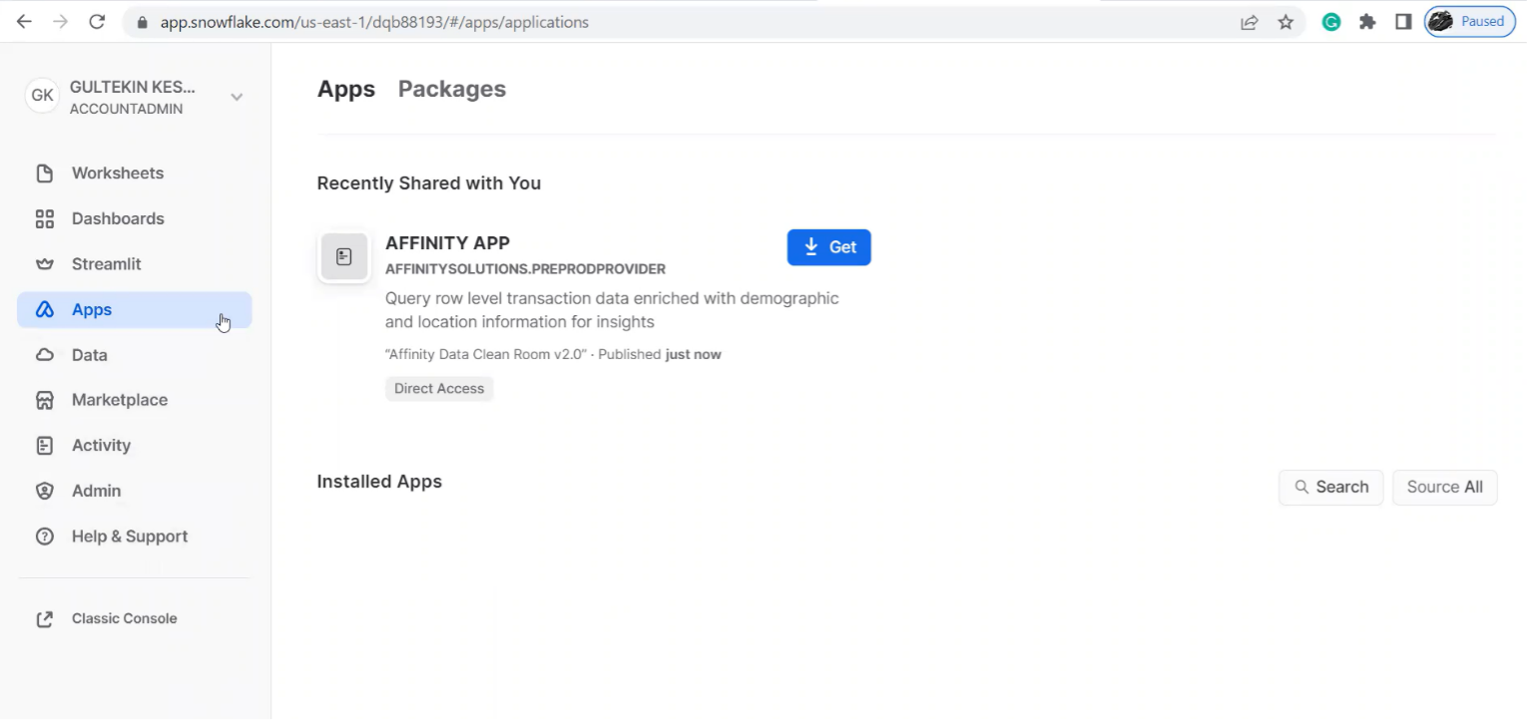 app.snowflake.com/us-east-1/dqb88193/#/apps/applications
Paused
GK
GULTEKIN KES...
ACCOUNTADMIN
Worksheets
Dashboards
Streamlit
Apps
Data
Marketplace
Activity
Admin
Help & Support
Classic Console
Apps Packages
Recently Shared with You
AFFINITY APP
Get
AFFINITYSOLUTIONS.PREPRODPROVIDER
Query row level transaction data enriched with demographic
and location information for insights
“Affinity Data Clean Room v2.0” · Published just now
Direct Access
Installed Apps
Search
Source All